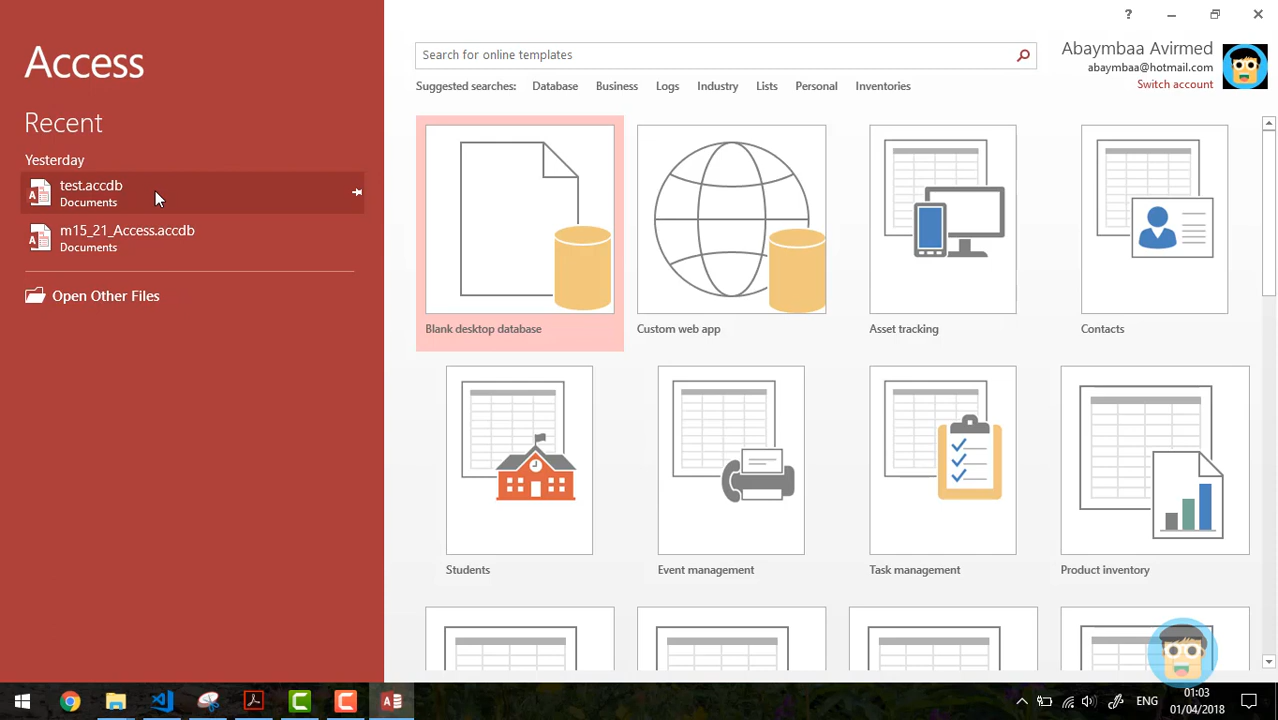 Access
Recent
Yesterday
test.accdb
Documents
m15_21_Access.accdb
Documents
Open Other Files
?
Search for online templates
Suggested searches: Database Business Logs Industry Lists Personal Inventories
Abaymbaa Avirmed
abaymbaa@hotmail.com
Switch account
Blank desktop database
Custom web app
Asset tracking
Contacts
Students
Event management
Task management
Product inventory
ENG
01:03
01/04/2018